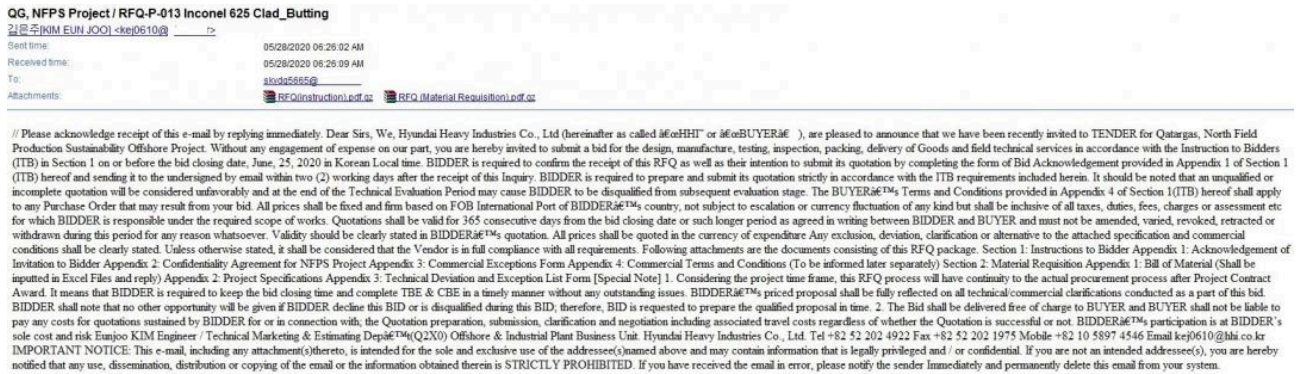 QG, NFPS Project / RFQ-P-013 Inconel 625 Clad_Butting
김은주[KIM EUN JOO] <kej0610@
Sent time: 05/28/2020 06:26:02 AM
Received time: 05/28/2020 06:26:09 AM
To: skvdg5665@
Attachments: RFQ(instruction).pdf.gz RFQ (Material Requisition).pdf.gz
// Please acknowledge receipt of this e-mail by replying immediately. Dear Sirs, We, Hyundai Heavy Industries Co., Ltd (hereinafter as called â€œHHI" or â€œBUYERâ€ ), are pleased to announce that we have been recently invited to TENDER for Qatargas, North Field
Production Sustainability Offshore Project. Without any engagement of expense on our part, you are hereby invited to submit a bid for the design, manufacture, testing, inspection, packing, delivery of Goods and field technical services in accordance with the Instruction to Bidders
(ITB) in Section 1 on or before the bid closing date, June, 25, 2020 in Korean Local time. BIDDER is required to confirm the receipt of this RFQ as well as their intention to submit its quotation by completing the form of Bid Acknowledgement provided in Appendix 1 of Section 1
(ITB) hereof and sending it to the undersigned by email within two (2) working days after the receipt of this Inquiry. BIDDER is required to prepare and submit its quotation strictly in accordance with the ITB requirements included herein. It should be noted that an unqualified or
incomplete quotation will be considered unfavorably and at the end of the Technical Evaluation Period may cause BIDDER to be disqualified from subsequent evaluation stage. The BUYERâ€™s Terms and Conditions provided in Appendix 4 of Section 1(ITB) hereof shall apply
to any Purchase Order that may result from your bid. All prices shall be fixed and firm based on FOB International Port of BIDDERâ€™s country, not subject to escalation or currency fluctuation of any kind but shall be inclusive of all taxes, duties, fees, charges or assessment etc
for which BIDDER is responsible under the required scope of works. Quotations shall be valid for 365 consecutive days from the bid closing date or such longer period as agreed in writing between BIDDER and BUYER and must not be amended, varied, revoked, retracted or
withdrawn during this period for any reason whatsoever. Validity should be clearly stated in BIDDERâ€™s quotation. All prices shall be quoted in the currency of expenditure Any exclusion, deviation, clarification or alternative to the attached specification and commercial
conditions shall be clearly stated. Unless otherwise stated, it shall be considered that the Vendor is in full compliance with all requirements. Following attachments are the documents consisting of this RFQ package. Section 1: Instructions to Bidder Appendix 1: Acknowledgement of
Invitation to Bidder Appendix 2: Confidentiality Agreement for NFPS Project Appendix 3: Commercial Exceptions Form Appendix 4: Commercial Terms and Conditions (To be informed later separately) Section 2: Material Requisition Appendix 1: Bill of Material (Shall be
inputted in Excel Files and reply) Appendix 2: Project Specifications Appendix 3: Technical Deviation and Exception List Form [Special Note] 1. Considering the project time frame, this RFQ process will have continuity to the actual procurement process after Project Contract
Award. It means that BIDDER is required to keep the bid closing time and complete TBE & CBE in a timely manner without any outstanding issues. BIDDERâ€™s priced proposal shall be fully reflected on all technical/commercial clarifications conducted as a part of this bid.
BIDDER shall note that no other opportunity will be given if BIDDER decline this BID or is disqualified during this BID; therefore, BID is requested to prepare the qualified proposal in time. 2. The Bid shall be delivered free of charge to BUYER and BUYER shall not be liable to
pay any costs for quotations sustained by BIDDER for or in connection with; the Quotation preparation, submission, clarification and negotiation including associated travel costs regardless of whether the Quotation is successful or not. BIDDERâ€™s participation is at BIDDER's
sole cost and risk Eunjoo KIM Engineer / Technical Marketing & Estimating Depâ€™t(Q2X0) Offshore & Industrial Plant Business Unit. Hyundai Heavy Industries Co., Ltd. Tel +82 52 202 4922 Fax +82 52 202 1975 Mobile +82 10 5897 4546 Email kej0610@hhi.co.kr
IMPORTANT NOTICE: This e-mail, including any attachment(s)thereto, is intended for the sole and exclusive use of the addressee(s)named above and may contain information that is legally privileged and / or confidential. If you are not an intended addressee(s), you are hereby
notified that any use, dissemination, distribution or copying of the email or the information obtained therein is STRICTLY PROHIBITED. If you have received the email in error, please notify the sender Immediately and permanently delete this email from your system.